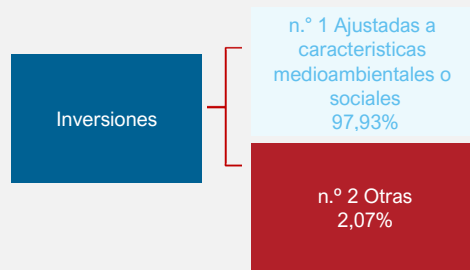 n.° 1 Ajustadas a
caracteristicas
medioambientales o
sociales
97,93%
Inversiones
n.º 2 Otras
2,07%